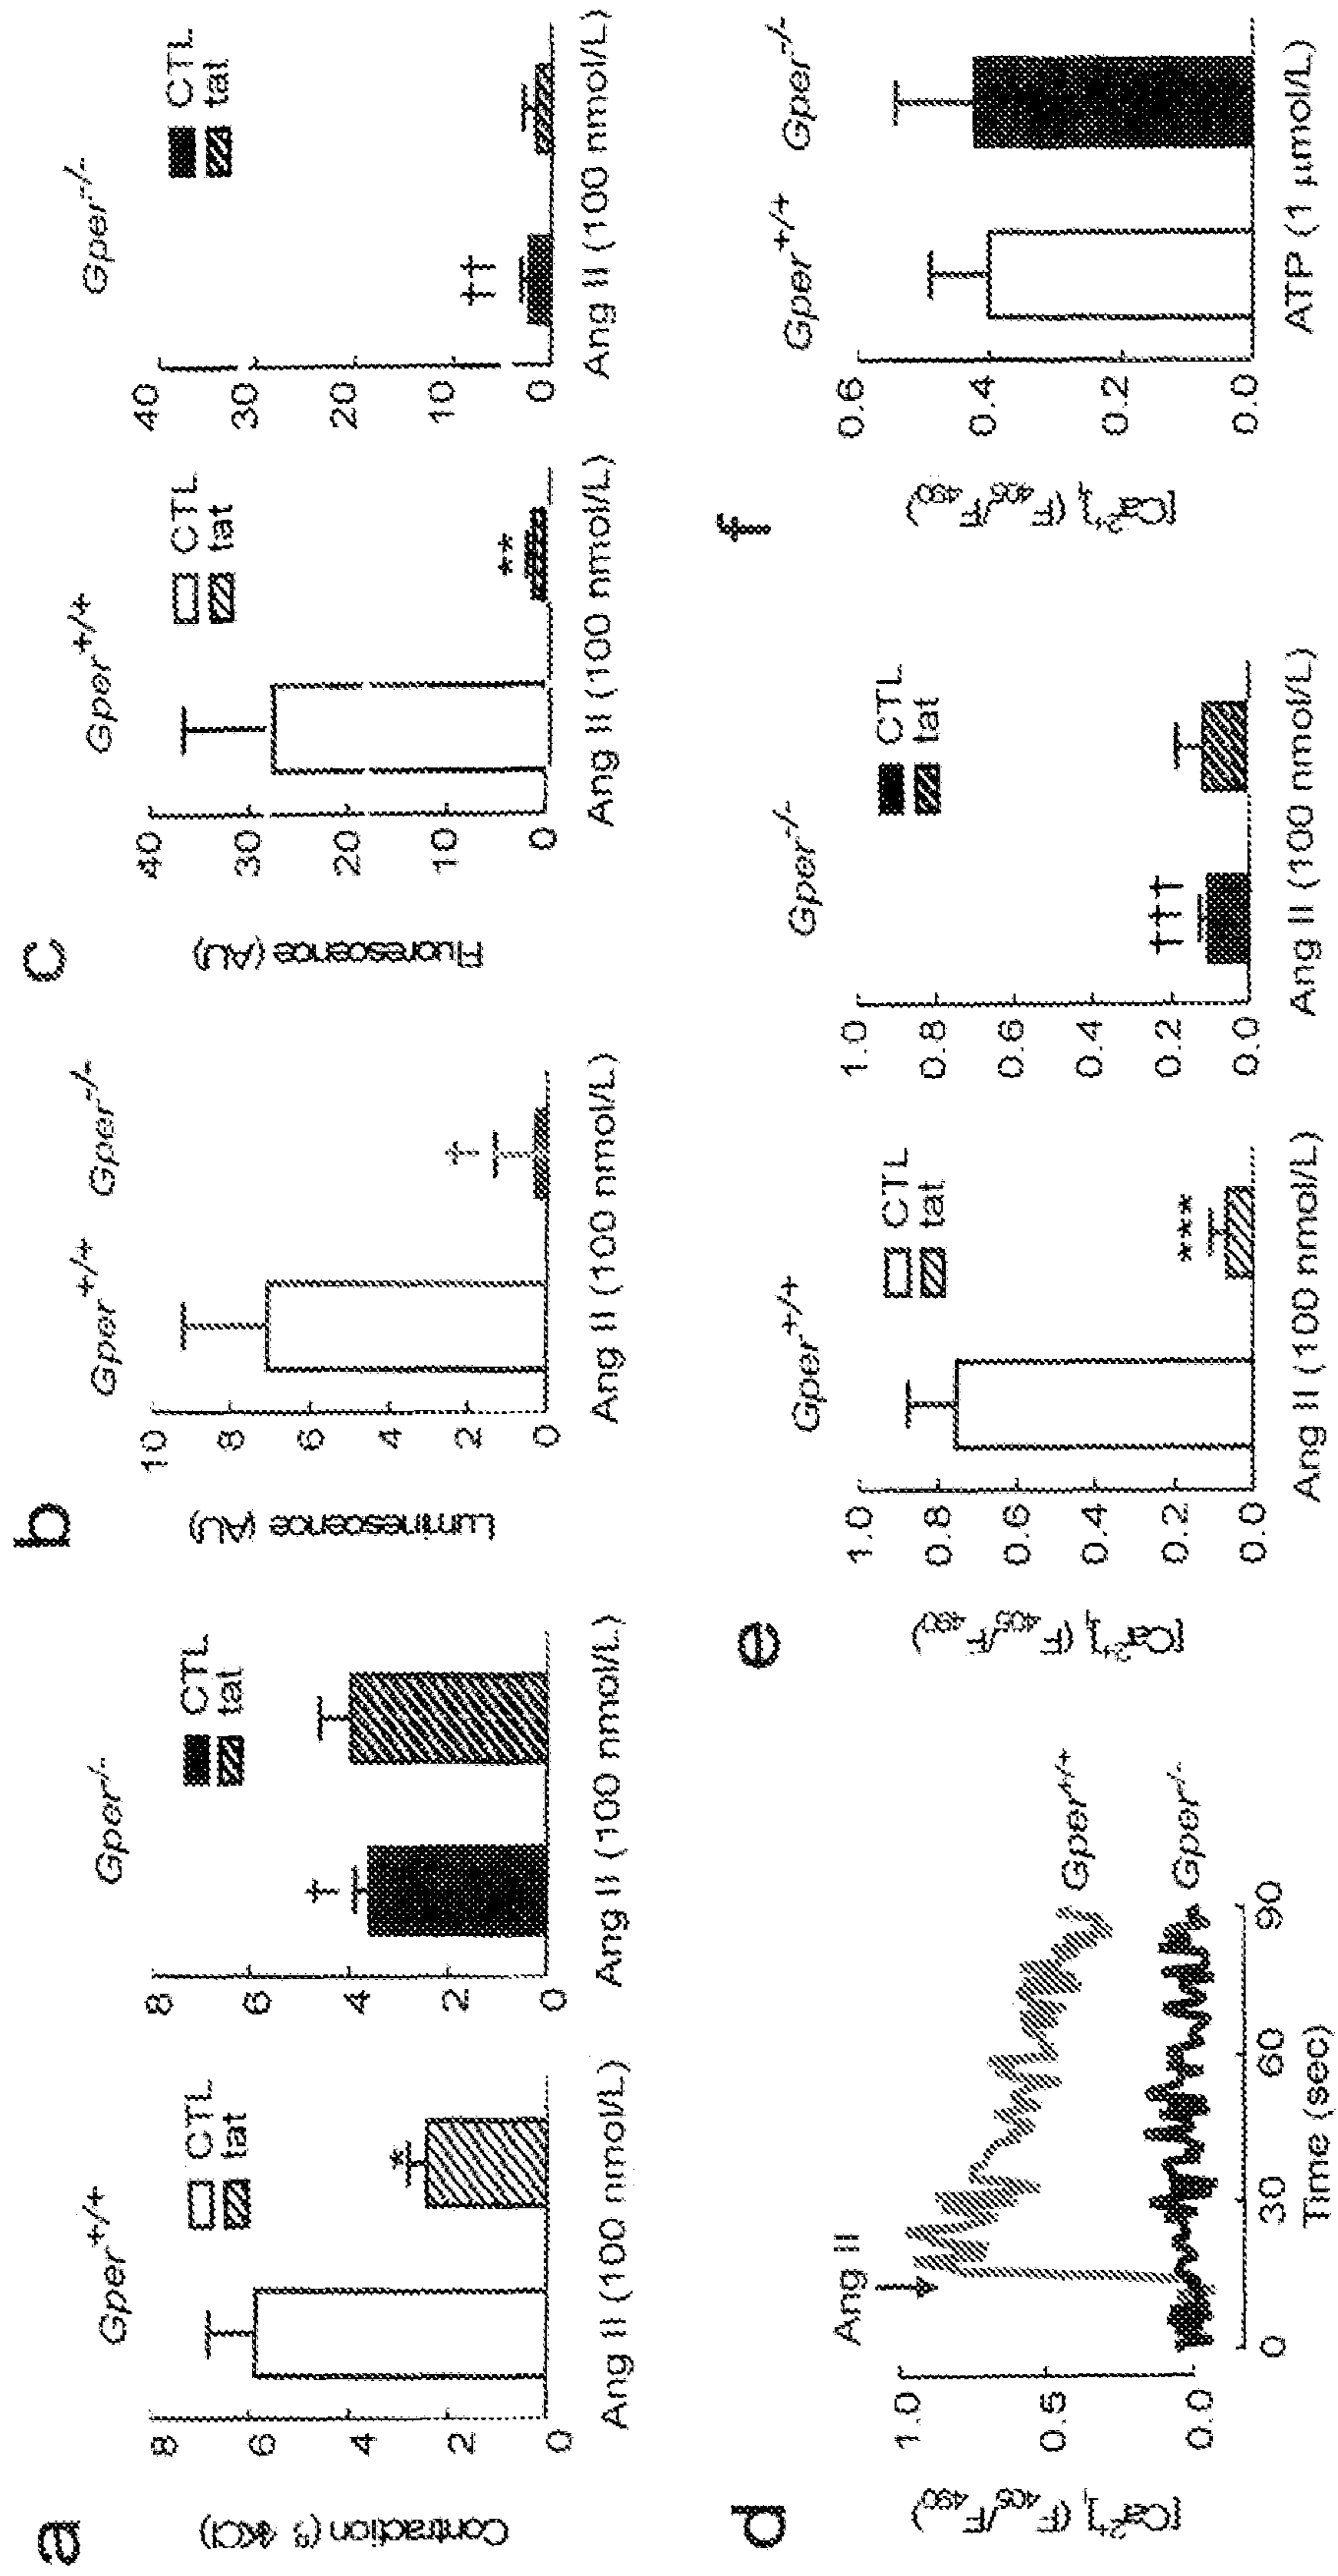 a
Contraction (% KCl)
8
6
4
2
0
Gper+/+
CTL
tat
*
Ang II (100 nmol/L)
8
6
4
2
0
Gper-/-
CTL
tat
†
Ang II (100 nmol/L)
b
Luminescence (AU)
10
8
6
4
2
0
Gper+/+
Gper-/-
†
Ang II (100 nmol/L)
c
Fluorescence (AU)
40
30
20
10
0
Gper+/+
CTL
tat
**
Ang II (100 nmol/L)
40
30
20
10
0
Gper-/-
CTL
tat
††
Ang II (100 nmol/L)
d
[Ca2+]i (F405/F490)
1.0
0.5
0.0
Ang II
Gper+/+
Gper-/-
0 30 60 90
Time (sec)
e
[Ca2+]i (F405/F490)
1.0
0.8
0.6
0.4
0.2
0.0
Gper+/+
CTL
tat
***
Ang II (100 nmol/L)
1.0
0.8
0.6
0.4
0.2
0.0
Gper-/-
CTL
tat
†††
Ang II (100 nmol/L)
f
[Ca2+]i (F405/F490)
0.6
0.4
0.2
0.0
Gper+/+
Gper-/-
ATP (1 µmol/L)